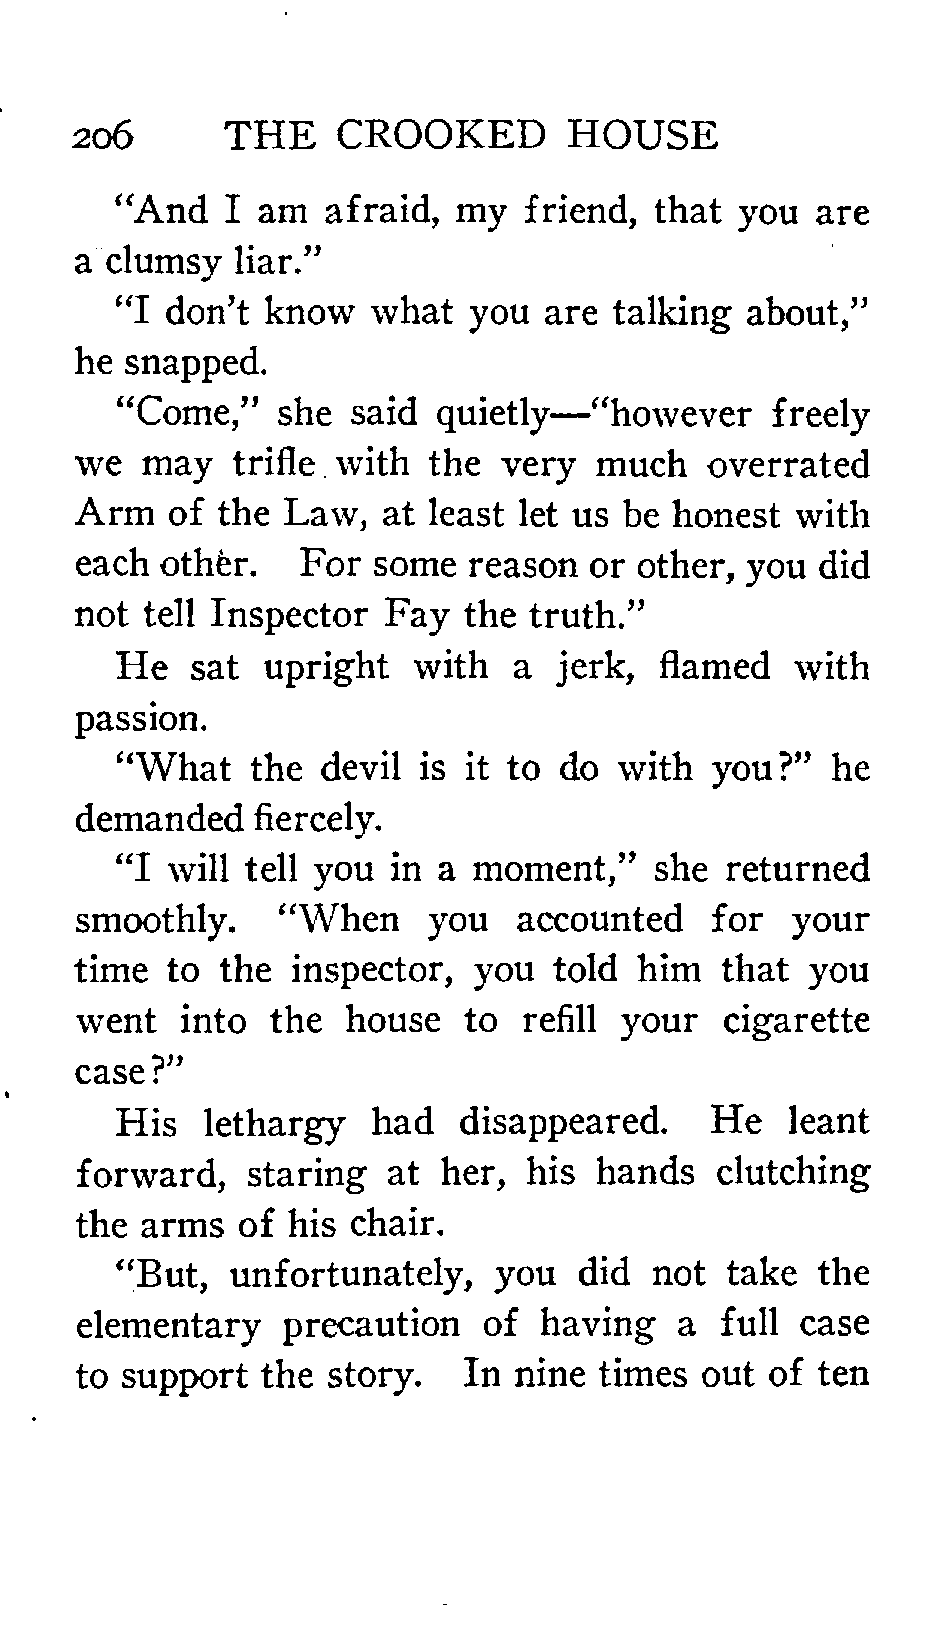 206 THE CROOKED HOUSE
"And I am afraid, my friend, that you are
a clumsy liar."
"I don't know what you are talking about,"
he snapped.
"Come," she said quietly—"however freely
we may trifle with the very much overrated
Arm of the Law, at least let us be honest with
each other. For some reason or other, you did
not tell Inspector Fay the truth."
He sat upright with a jerk, flamed with
passion.
"What the devil is it to do with you?" he
demanded fiercely.
"I will tell you in a moment," she returned
smoothly. "When you accounted for your
time to the inspector, you told him that you
went into the house to refill your cigarette
case?"
His lethargy had disappeared. He leant
forward, staring at her, his hands clutching
the arms of his chair.
"But, unfortunately, you did not take the
elementary precaution of having a full case
to support the story. In nine times out of ten